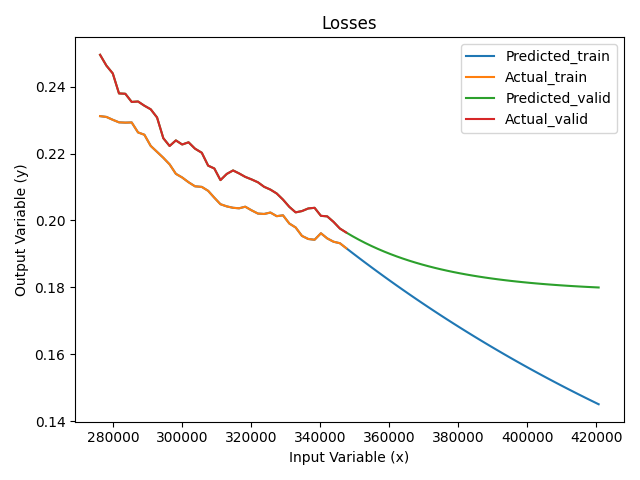 Losses
Predicted_train
Actual_train
Predicted_valid
Actual_valid
Output Variable (y)
0.24
0.22
0.20
0.18
0.16
0.14
280000 300000 320000 340000 360000 380000 400000 420000
Input Variable (x)